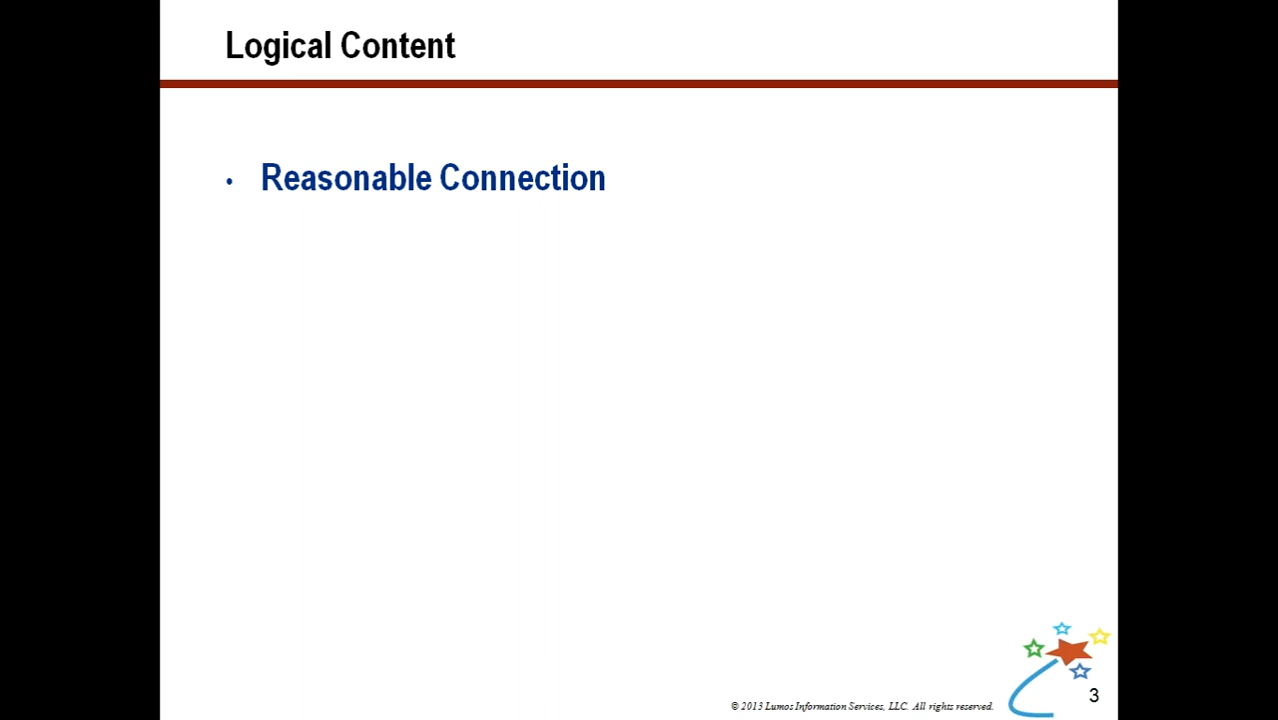 Logical Content
• Reasonable Connection
© 2013 Lumos Information Services, LLC. All rights reserved.
3